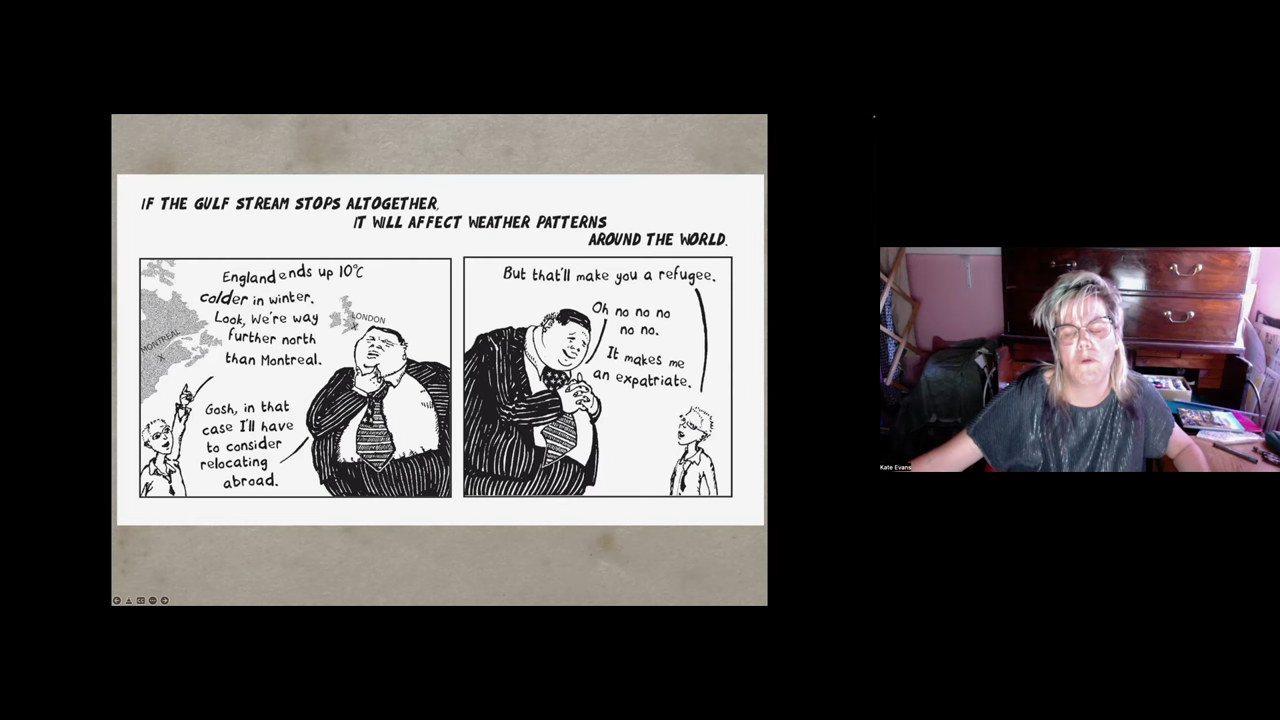 IF THE GULF STREAM STOPS ALTOGETHER,
IT WILL AFFECT WEATHER PATTERNS
AROUND THE WORLD.
England ends up 10°C
colder in winter.
Look, We're way
further north
than Montreal.
MONTREAL
X
LONDON
X
Gosh, in that
case I'll have
to consider
relocating
abroad.
But that'll make you a refugee.
Oh no no no
no no.
It makes me
an expatriate.
Kate Evans